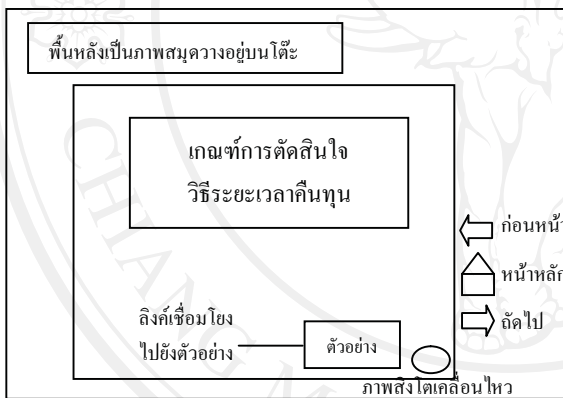 พื้นหลังเป็นภาพสมุดวางอยู่บนโต๊ะ
เกณฑ์การตัดสินใจ
วิธีระยะเวลาคืนทุน
ก่อนหน้า
หน้าหลัก
ถัดไป
ลิงค์เชื่อมโยง
ไปยังตัวอย่าง
ตัวอย่าง
ภาพสิงโตเคลื่อนไหว
CHIANG M